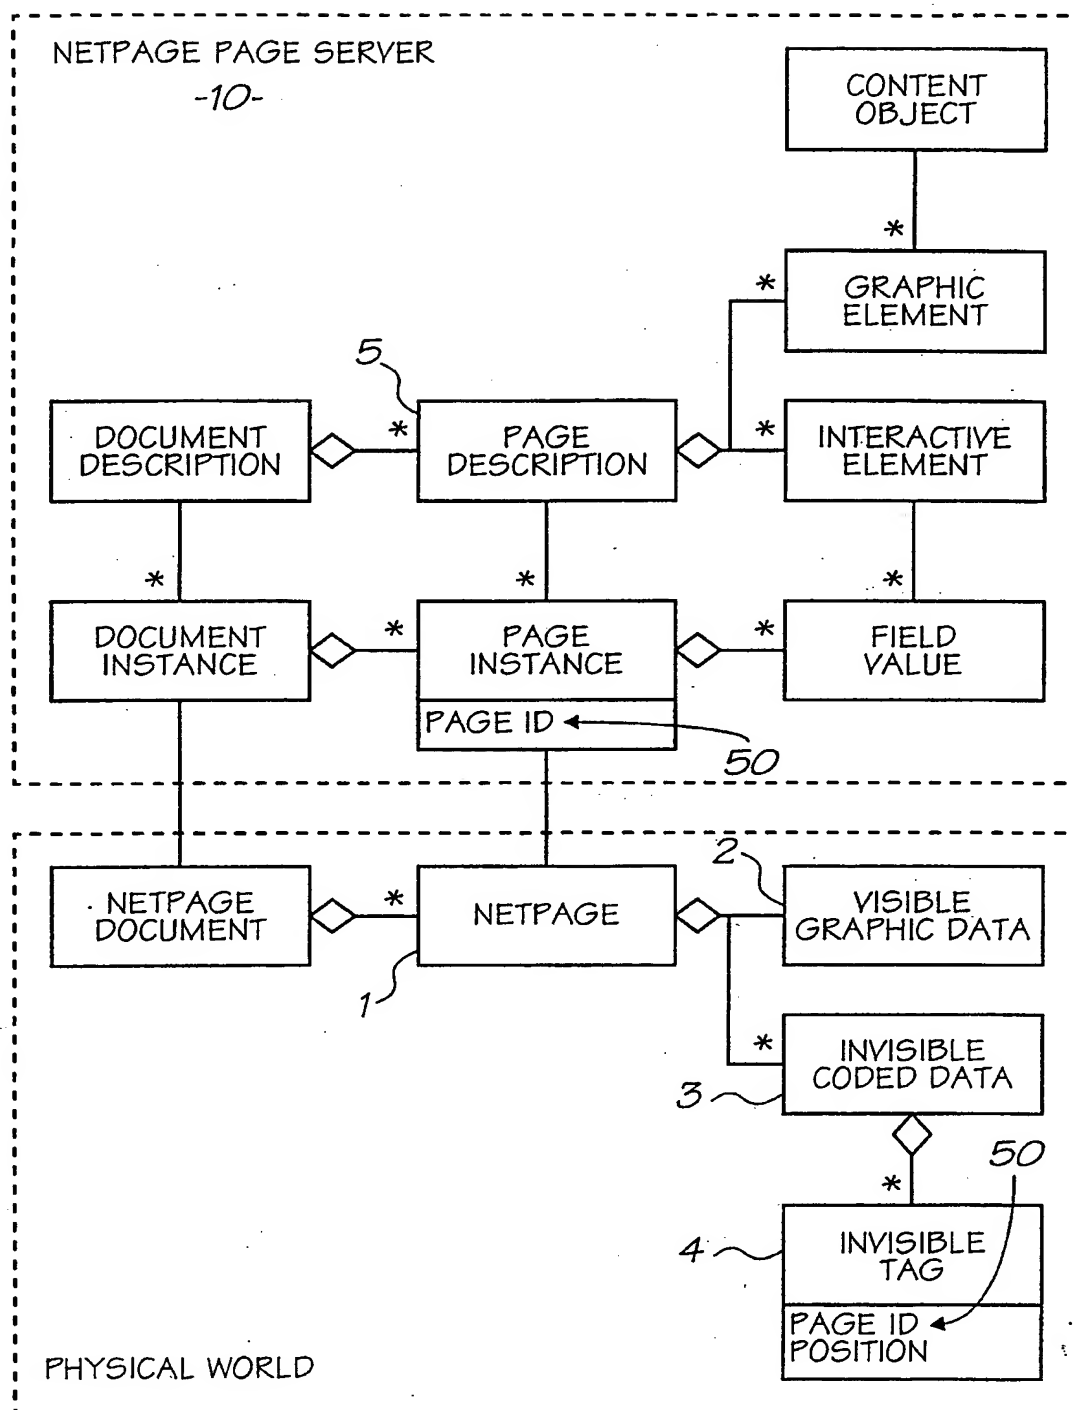 NETPAGE PAGE SERVER
-10-
CONTENT
OBJECT
*
GRAPHIC
ELEMENT
*
5
DOCUMENT
DESCRIPTION
*
PAGE
DESCRIPTION
*
INTERACTIVE
ELEMENT
*
*
*
DOCUMENT
INSTANCE
*
PAGE
INSTANCE
*
FIELD
VALUE
PAGE ID
50
NETPAGE
DOCUMENT
*
NETPAGE
1
2
VISIBLE
GRAPHIC DATA
*
INVISIBLE
CODED DATA
3
50
*
4
INVISIBLE
TAG
PAGE ID
POSITION
PHYSICAL WORLD